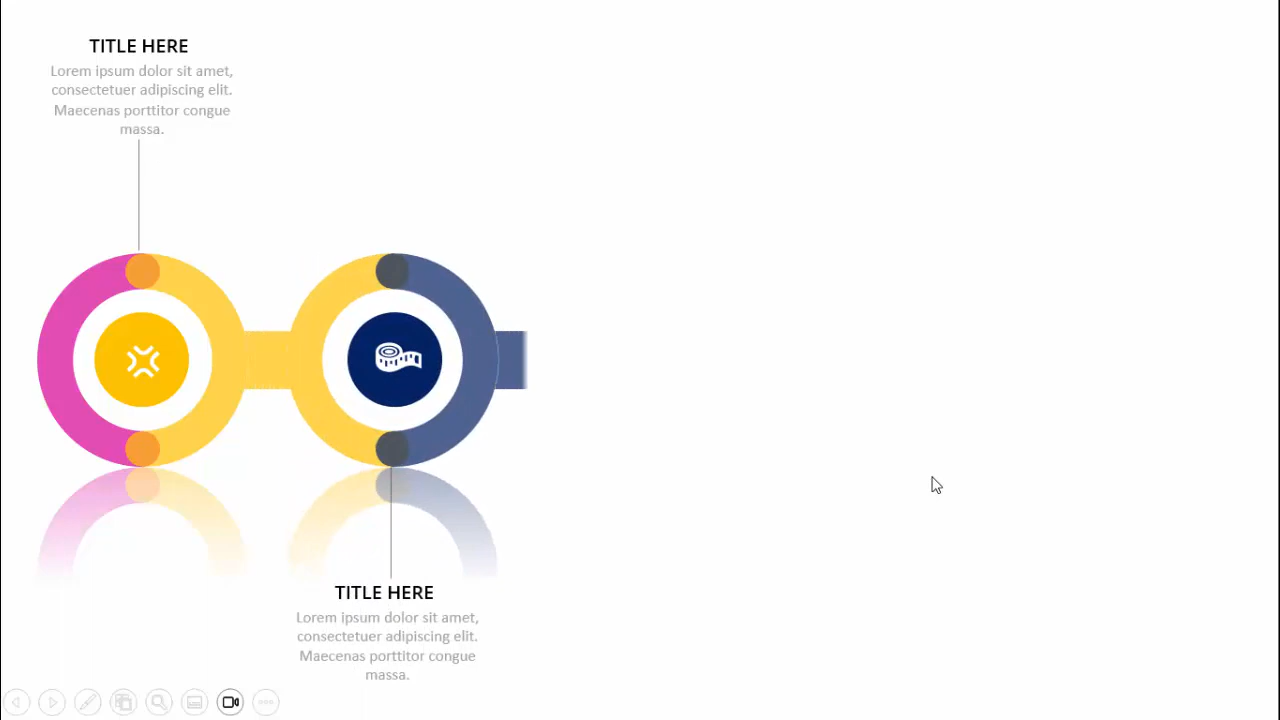 TITLE HERE
Lorem ipsum dolor sit amet,
consectetuer adipiscing elit.
Maecenas porttitor congue
massa.
TITLE HERE
Lorem ipsum dolor sit amet,
consectetuer adipiscing elit.
Maecenas porttitor congue
massa.